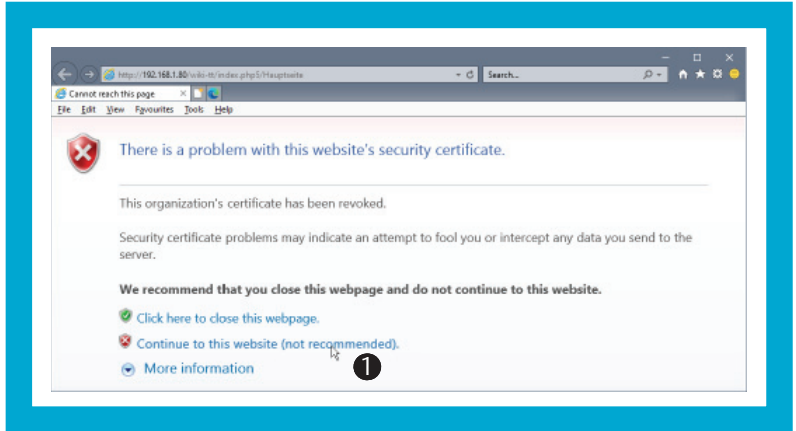 http://192.168.1.80/wiki-tt/index.php5/Hauptseite
Search...
Cannot reach this page
File Edit View Favourites Tools Help
There is a problem with this website's security certificate.
This organization's certificate has been revoked.
Security certificate problems may indicate an attempt to fool you or intercept any data you send to the
server.
We recommend that you close this webpage and do not continue to this website.
Click here to close this webpage.
Continue to this website (not recommended).
More information
1